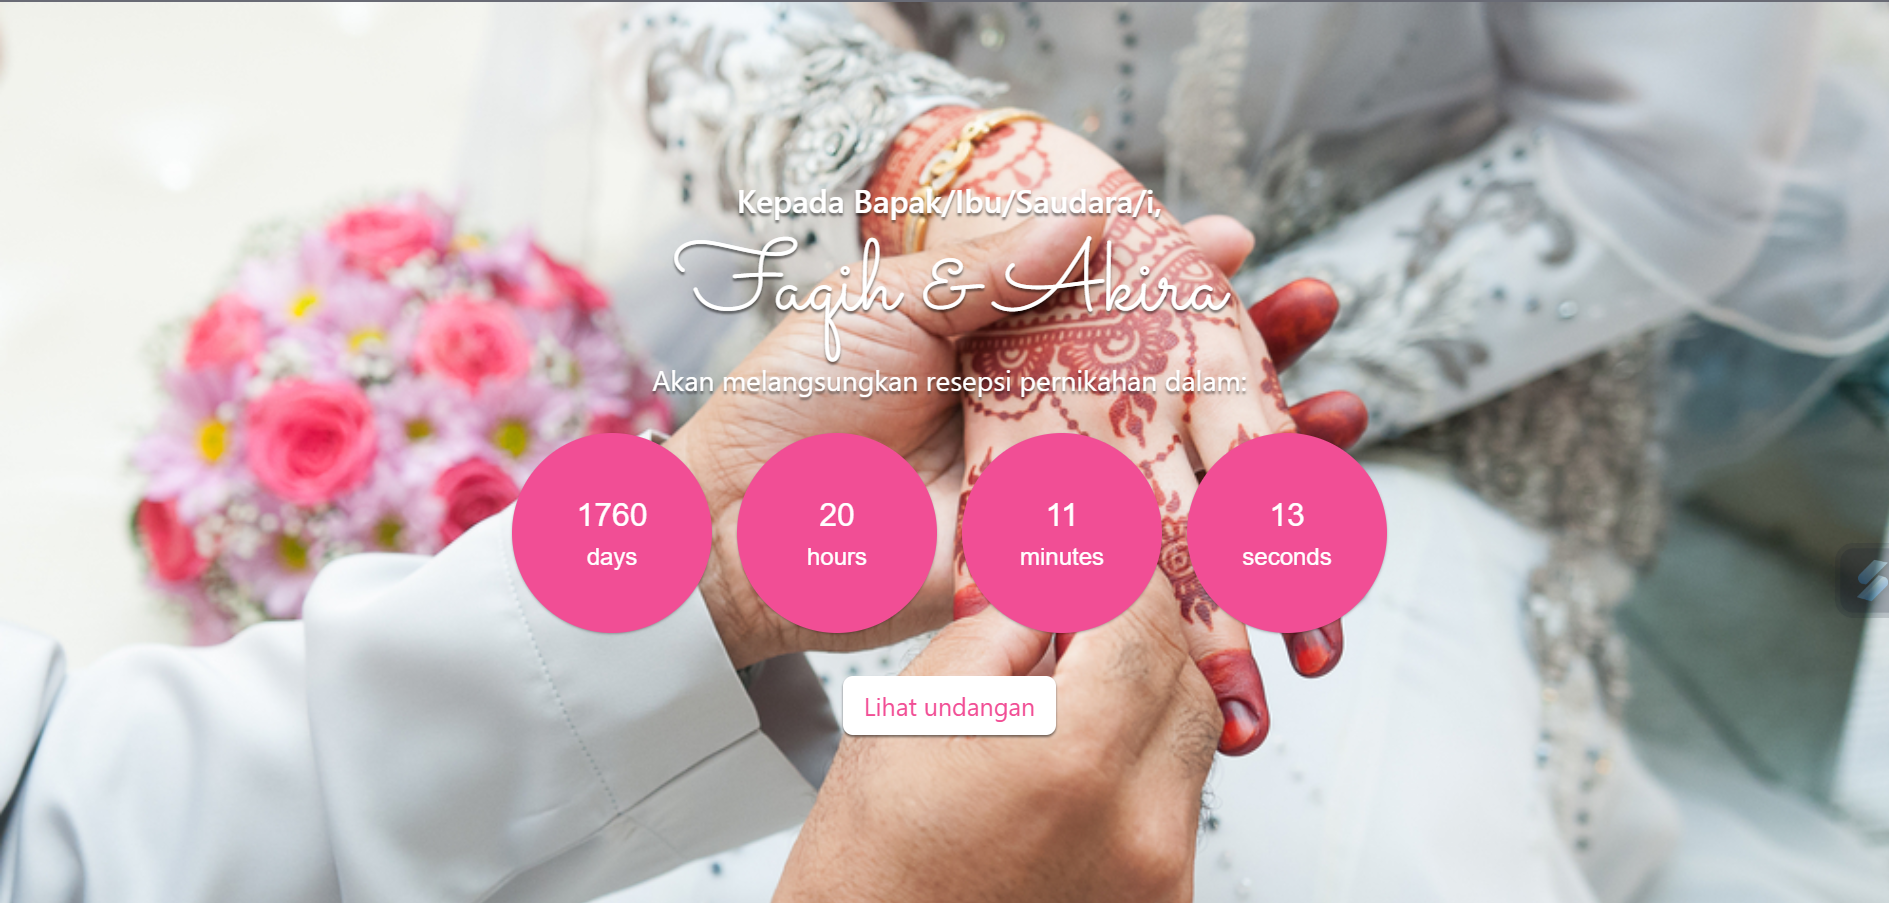 Kepada Bapak/Ibu/Saudara/i,
Faqih & Akira
Akan melangsungkan resepsi pernikahan dalam:
1760 20 11 13
days hours minutes seconds
Lihat undangan